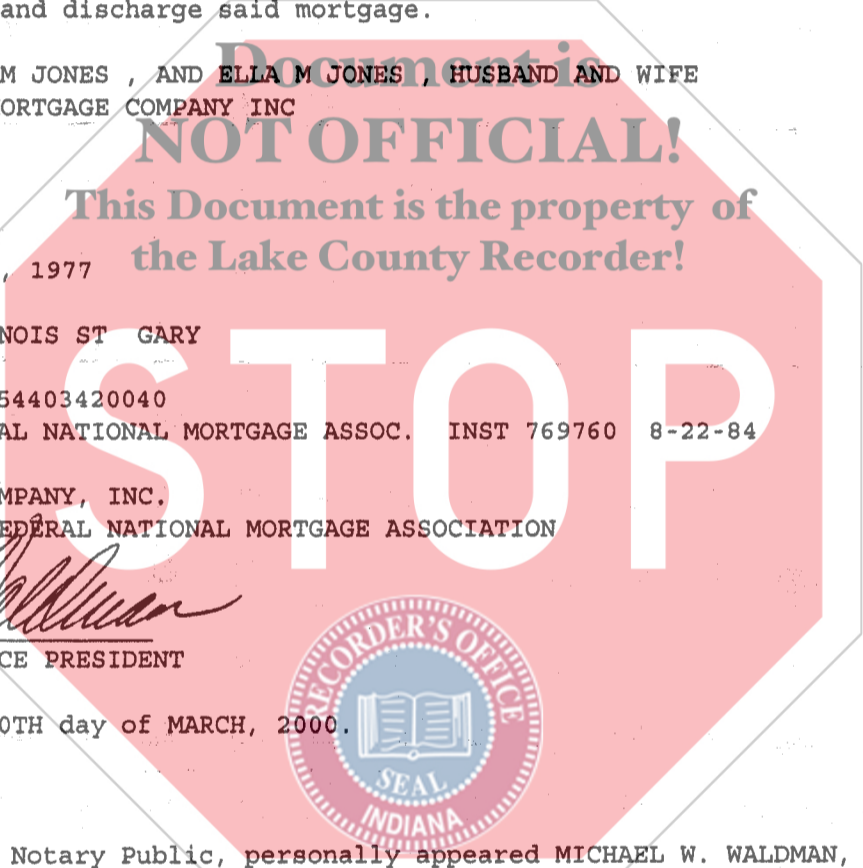 and discharge said mortgage.
Document is
M JONES , AND ELLA M JONES , HUSBAND AND WIFE
ORTGAGE COMPANY INC
NOT OFFICIAL!
This Document is the property of
the Lake County Recorder!
, 1977
NOIS ST GARY
STOP
54403420040
AL NATIONAL MORTGAGE ASSOC. INST 769760 8-22-84
MPANY, INC.
EDERAL NATIONAL MORTGAGE ASSOCIATION
CE PRESIDENT
RECORDER'S OFFICE
0TH day of MARCH, 2000.
SEAL
INDIANA
Notary Public, personally appeared MICHAEL W. WALDMAN,